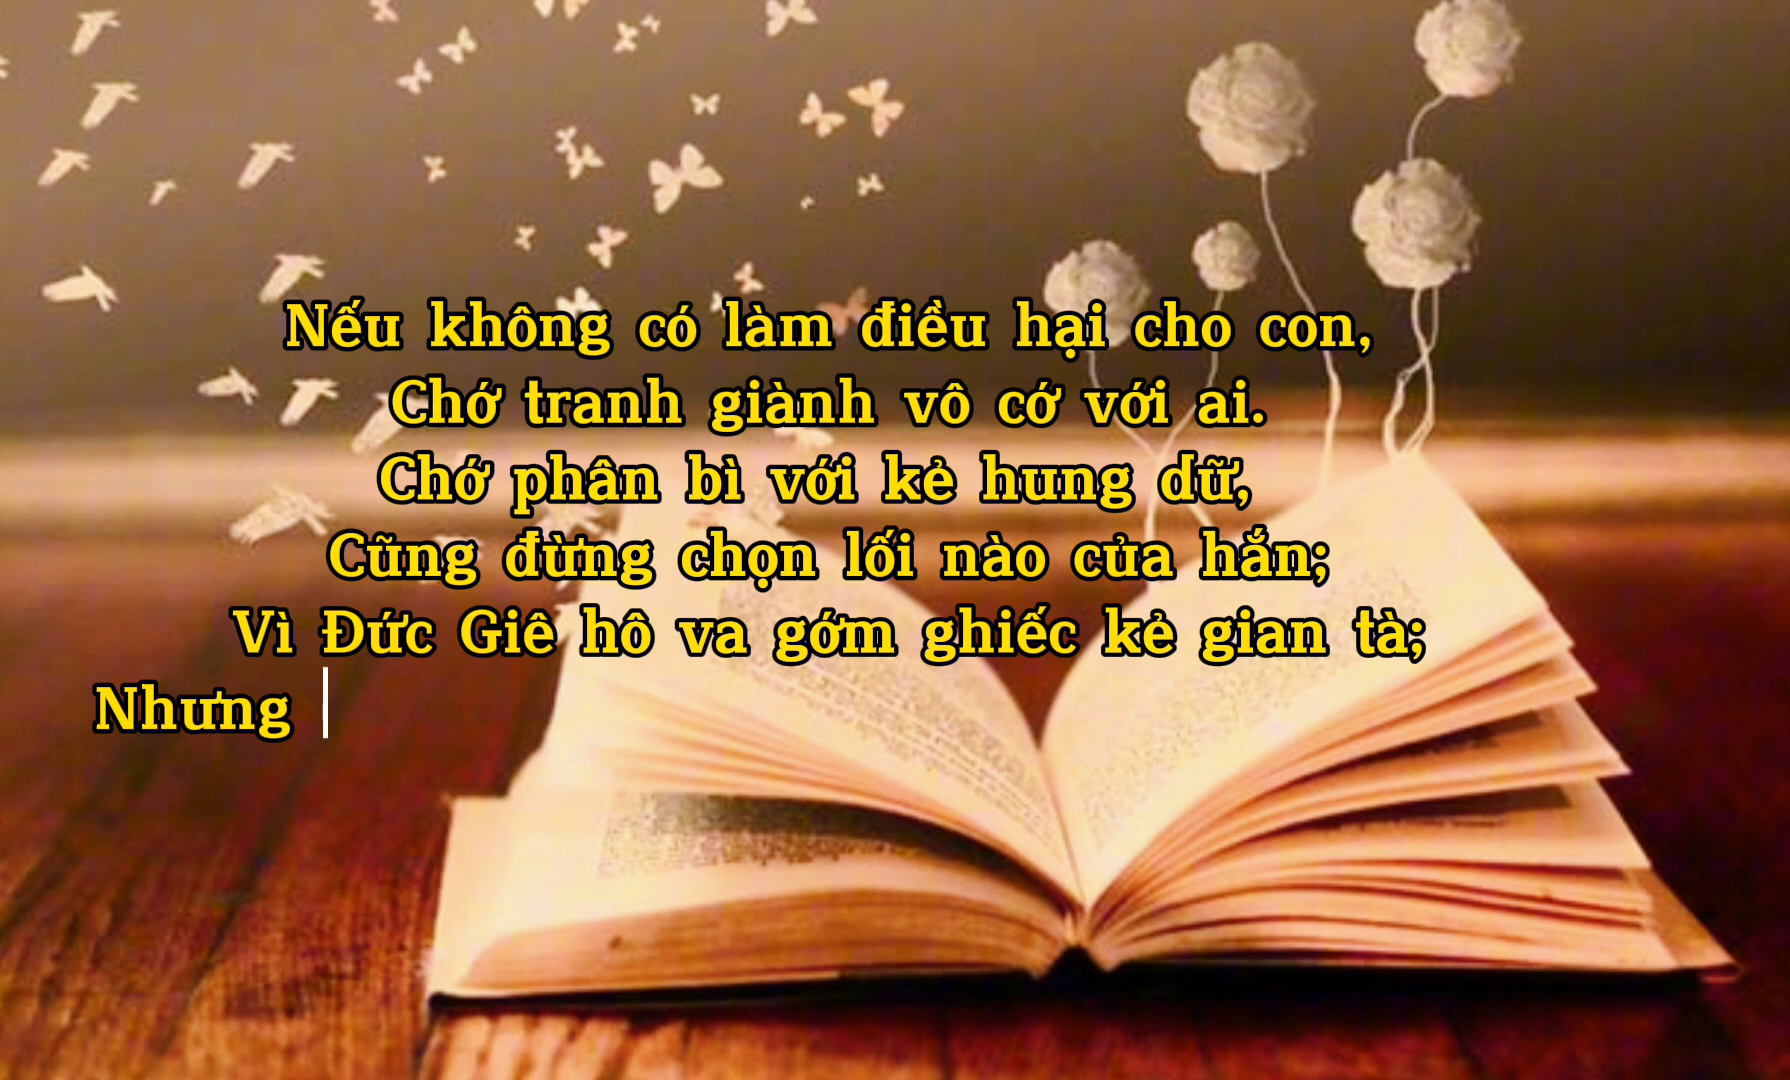 Nếu không có làm điều hại cho con,
Chớ tranh giành vô cớ với ai.
Chớ phân bì với kẻ hung dữ,
Cũng đừng chọn lối nào của hắn;
Vì Đức Giê hô va gớm ghiếc kẻ gian tà;
Nhưng